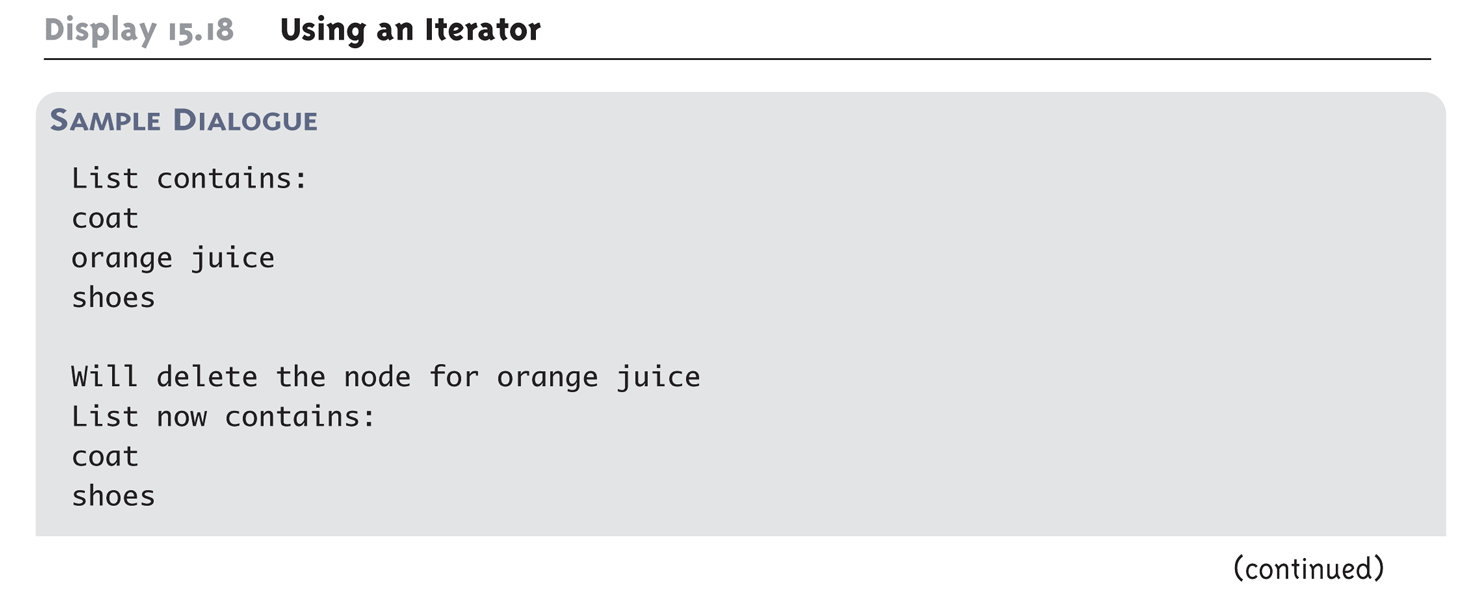 Display 15.18 Using an Iterator
SAMPLE DIALOGUE
List contains:
coat
orange juice
shoes
Will delete the node for orange juice
List now contains:
coat
shoes
(continued)